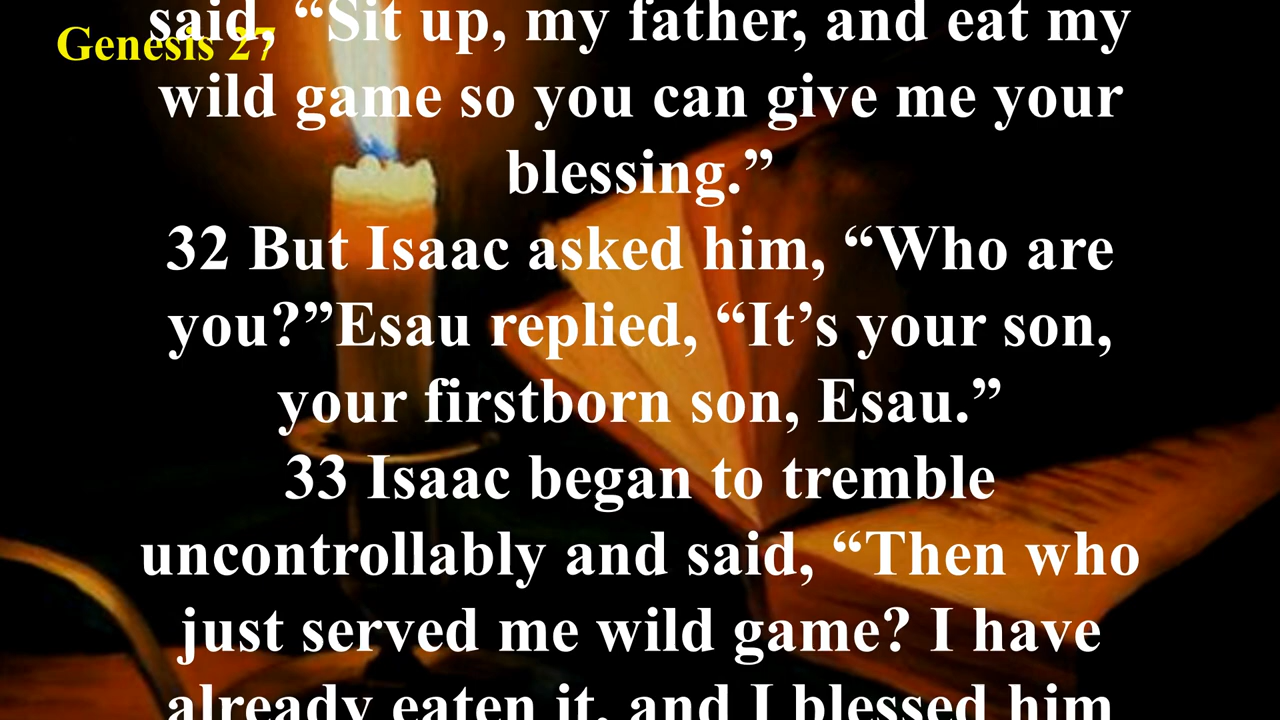 Genesis 27
said, “Sit up, my father, and eat my
wild game so you can give me your
blessing.”
32 But Isaac asked him, “Who are
you?”Esau replied, “It’s your son,
your firstborn son, Esau.”
33 Isaac began to tremble
uncontrollably and said, “Then who
just served me wild game? I have
already eaten it, and I blessed him